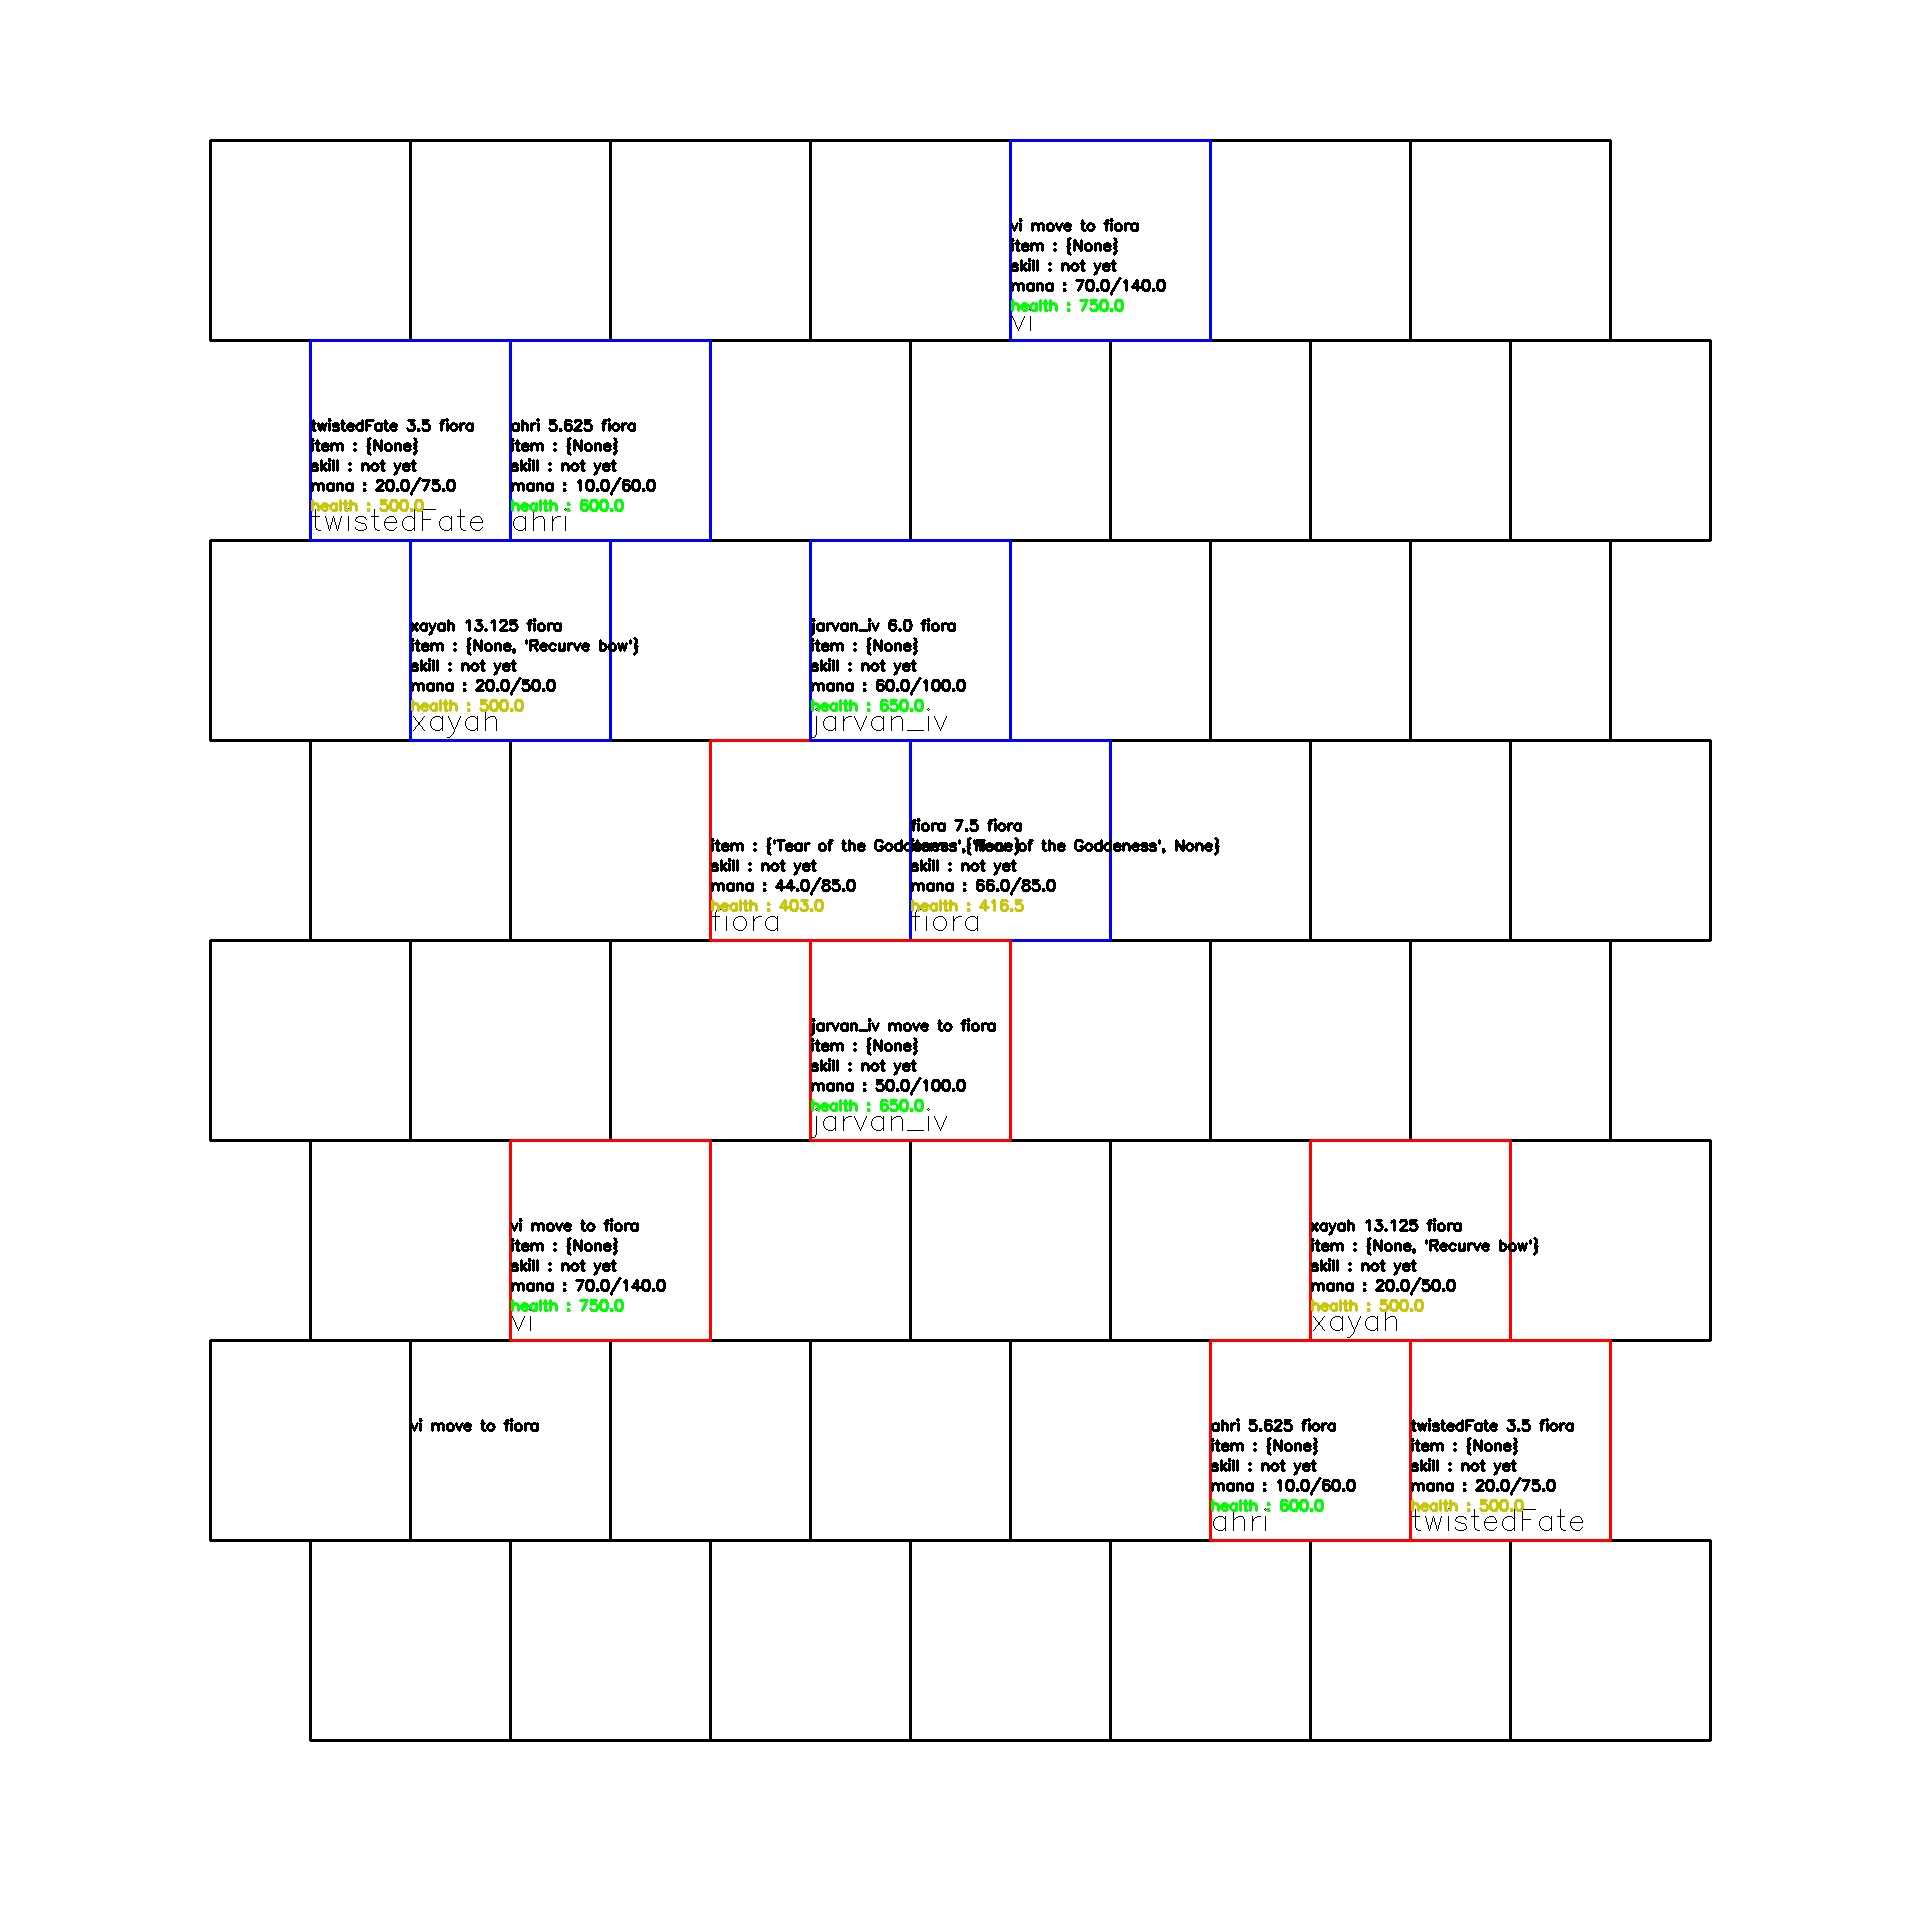 vi move to fiora
item : {None}
skill : not yet
mana : 70.0/140.0
health : 750.0
vi
twistedFate 3.5 fiora
item : {None}
skill : not yet
mana : 20.0/75.0
health : 500.0
twistedFate
ahri 5.625 fiora
item : {None}
skill : not yet
mana : 10.0/60.0
health : 600.0
ahri
xayah 13.125 fiora
item : {None, 'Recurve bow'}
skill : not yet
mana : 20.0/50.0
health : 500.0
xayah
jarvan_iv 6.0 fiora
item : {None}
skill : not yet
mana : 60.0/100.0
health : 650.0
jarvan_iv
item : {'Tear of the Goddeness', None}
skill : not yet
mana : 44.0/85.0
health : 403.0
fiora
fiora 7.5 fiora
item : {'Tear of the Goddeness', None}
skill : not yet
mana : 66.0/85.0
health : 416.5
fiora
jarvan_iv move to fiora
item : {None}
skill : not yet
mana : 50.0/100.0
health : 650.0
jarvan_iv
vi move to fiora
item : {None}
skill : not yet
mana : 70.0/140.0
health : 750.0
vi
xayah 13.125 fiora
item : {None, 'Recurve bow'}
skill : not yet
mana : 20.0/50.0
health : 500.0
xayah
vi move to fiora
ahri 5.625 fiora
item : {None}
skill : not yet
mana : 10.0/60.0
health : 600.0
ahri
twistedFate 3.5 fiora
item : {None}
skill : not yet
mana : 20.0/75.0
health : 500.0
twistedFate